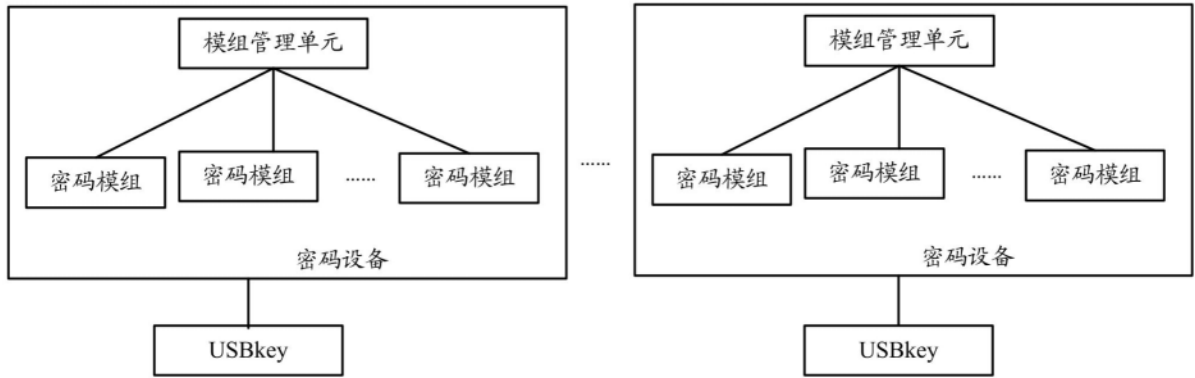 模组管理单元
密码模组
密码模组
......
密码模组
密码设备
USBkey
......
模组管理单元
密码模组
密码模组
......
密码模组
密码设备
USBkey